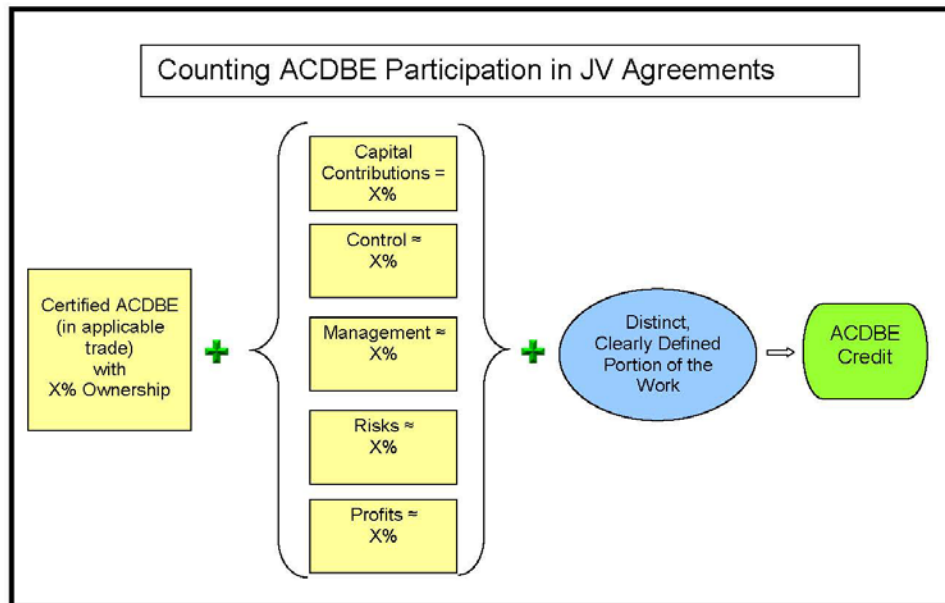 Counting ACDBE Participation in JV Agreements
Certified ACDBE
(in applicable
trade)
with
X% Ownership
Capital
Contributions =
X%
Control ≈
X%
Management ≈
X%
Risks ≈
X%
Profits ≈
X%
Distinct,
Clearly Defined
Portion of the
Work
ACDBE
Credit